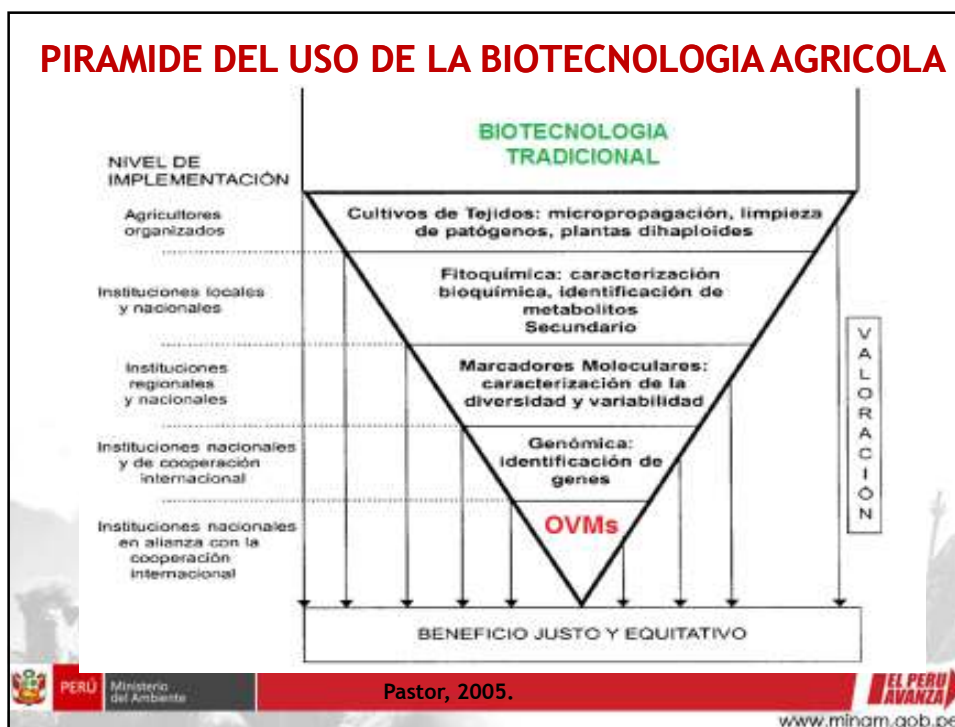 PIRAMIDE DEL USO DE LA BIOTECNOLOGIA AGRICOLA
BIOTECNOLOGIA
TRADICIONAL
NIVEL DE
IMPLEMENTACIÓN
Agricultores
organizados
Cultivos de Tejidos: micropropagación, limpieza
de patógenos, plantas dihaploides
Instituciones locales
y nacionales
Fitoquímica: caracterización
bioquímica, identificación de
metabolitos
Secundario
Instituciones
regionales
y nacionales
Marcadores Moleculares:
caracterización de la
diversidad y variabilidad
Instituciones nacionales
y de cooperación
internacional
Genómica:
identificación de
genes
Instituciones nacionales
en alianza con la
cooperación
internacional
OVMs
VALORACIÓN
BENEFICIO JUSTO Y EQUITATIVO
PERÚ
Ministerio
del Ambiente
Pastor, 2005.
EL PERU
AVANZA
www.minam.gob.pe